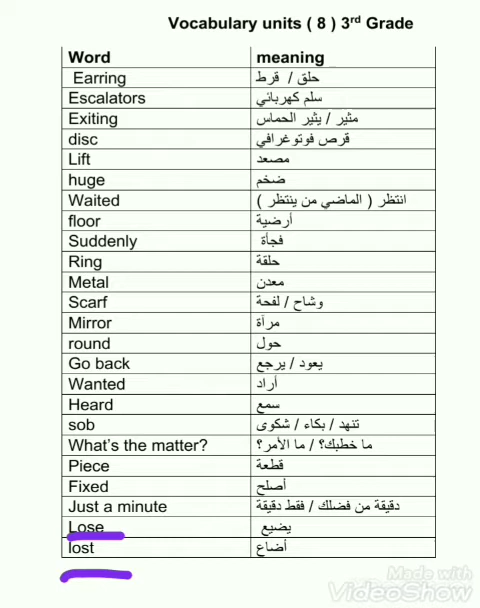 Vocabulary units ( 8 ) 3rd Grade
Word meaning
Earring حلق / قرط
Escalators سلم كهربائي
Exiting مثير / يثير الحماس
disc قرص فوتوغرافي
Lift مصعد
huge ضخم
Waited انتظر ( الماضي من ينتظر )
floor أرضية
Suddenly فجأة
Ring حلقة
Metal معدن
Scarf وشاح / لفحة
Mirror مرآة
round حول
Go back يعود / يرجع
Wanted أراد
Heard سمع
sob تنهد / بكاء / شكوى
What's the matter? ما خطبك؟ / ما الأمر؟
Piece قطعة
Fixed أصلح
Just a minute دقيقة من فضلك / فقط دقيقة
Lose يضيع
lost أضاع
Made with
VideoShow